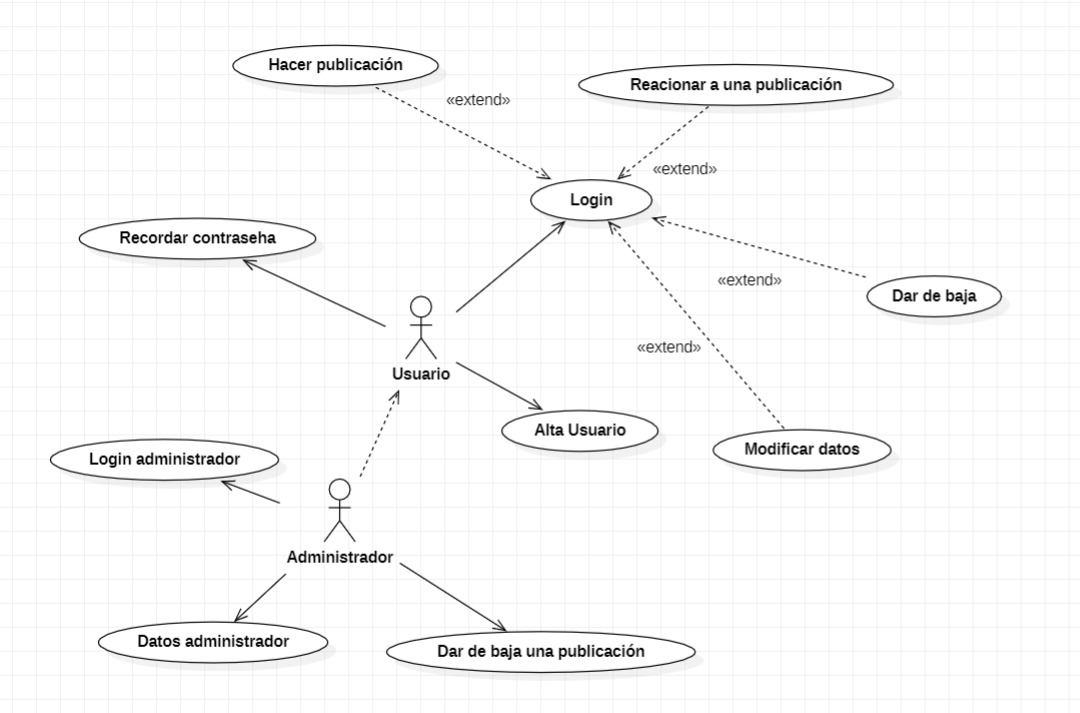 Hacer publicación
Reacionar a una publicación
«extend»
«extend»
Login
Recordar contraseha
«extend»
Dar de baja
«extend»
Usuario
Alta Usuario
Modificar datos
Login administrador
Administrador
Datos administrador
Dar de baja una publicación